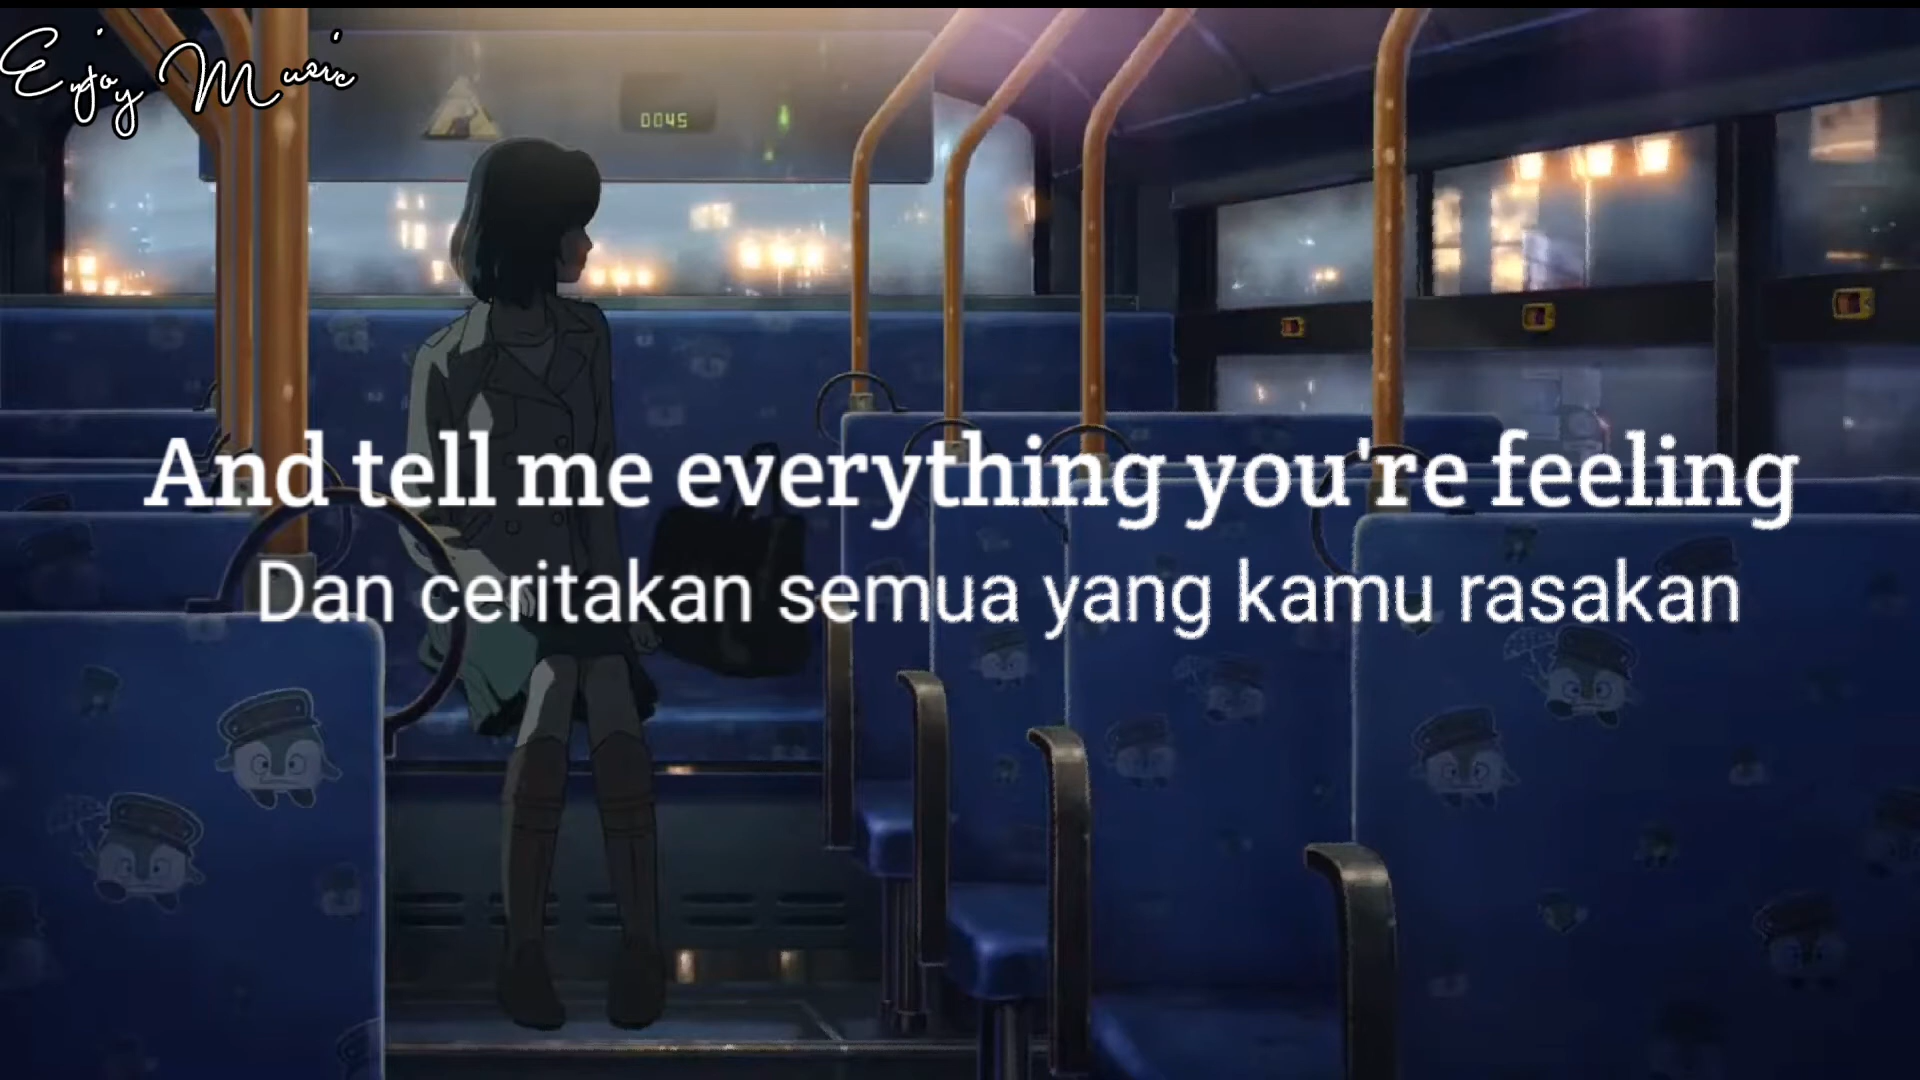 Enjoy Music
0045
And tell me everything you're feeling
Dan ceritakan semua yang kamu rasakan